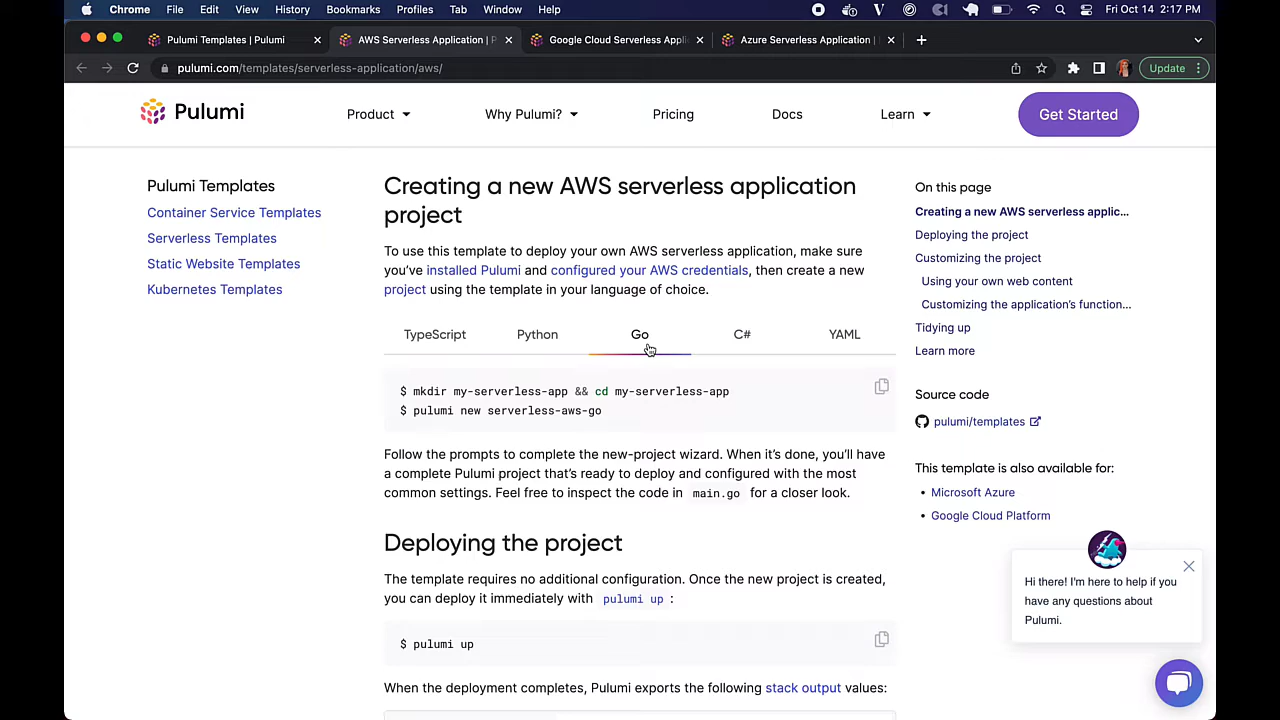 Chrome File Edit View History Bookmarks Profiles Tab Window Help
Fri Oct 14 2:17 PM
Pulumi Templates | Pulumi
AWS Serverless Application | P
Google Cloud Serverless Applic
Azure Serverless Application |
pulumi.com/templates/serverless-application/aws/
Update
Pulumi
Product
Why Pulumi?
Pricing
Docs
Learn
Get Started
Pulumi Templates
Container Service Templates
Serverless Templates
Static Website Templates
Kubernetes Templates
Creating a new AWS serverless application
project
To use this template to deploy your own AWS serverless application, make sure
you’ve installed Pulumi and configured your AWS credentials, then create a new
project using the template in your language of choice.
TypeScript Python Go C# YAML
$ mkdir my-serverless-app && cd my-serverless-app
$ pulumi new serverless-aws-go
Follow the prompts to complete the new-project wizard. When it’s done, you’ll have
a complete Pulumi project that’s ready to deploy and configured with the most
common settings. Feel free to inspect the code in main.go for a closer look.
Deploying the project
The template requires no additional configuration. Once the new project is created,
you can deploy it immediately with pulumi up :
$ pulumi up
When the deployment completes, Pulumi exports the following stack output values:
On this page
Creating a new AWS serverless applic...
Deploying the project
Customizing the project
Using your own web content
Customizing the application’s function...
Tidying up
Learn more
Source code
pulumi/templates
This template is also available for:
• Microsoft Azure
• Google Cloud Platform
Hi there! I'm here to help if you
have any questions about
Pulumi.